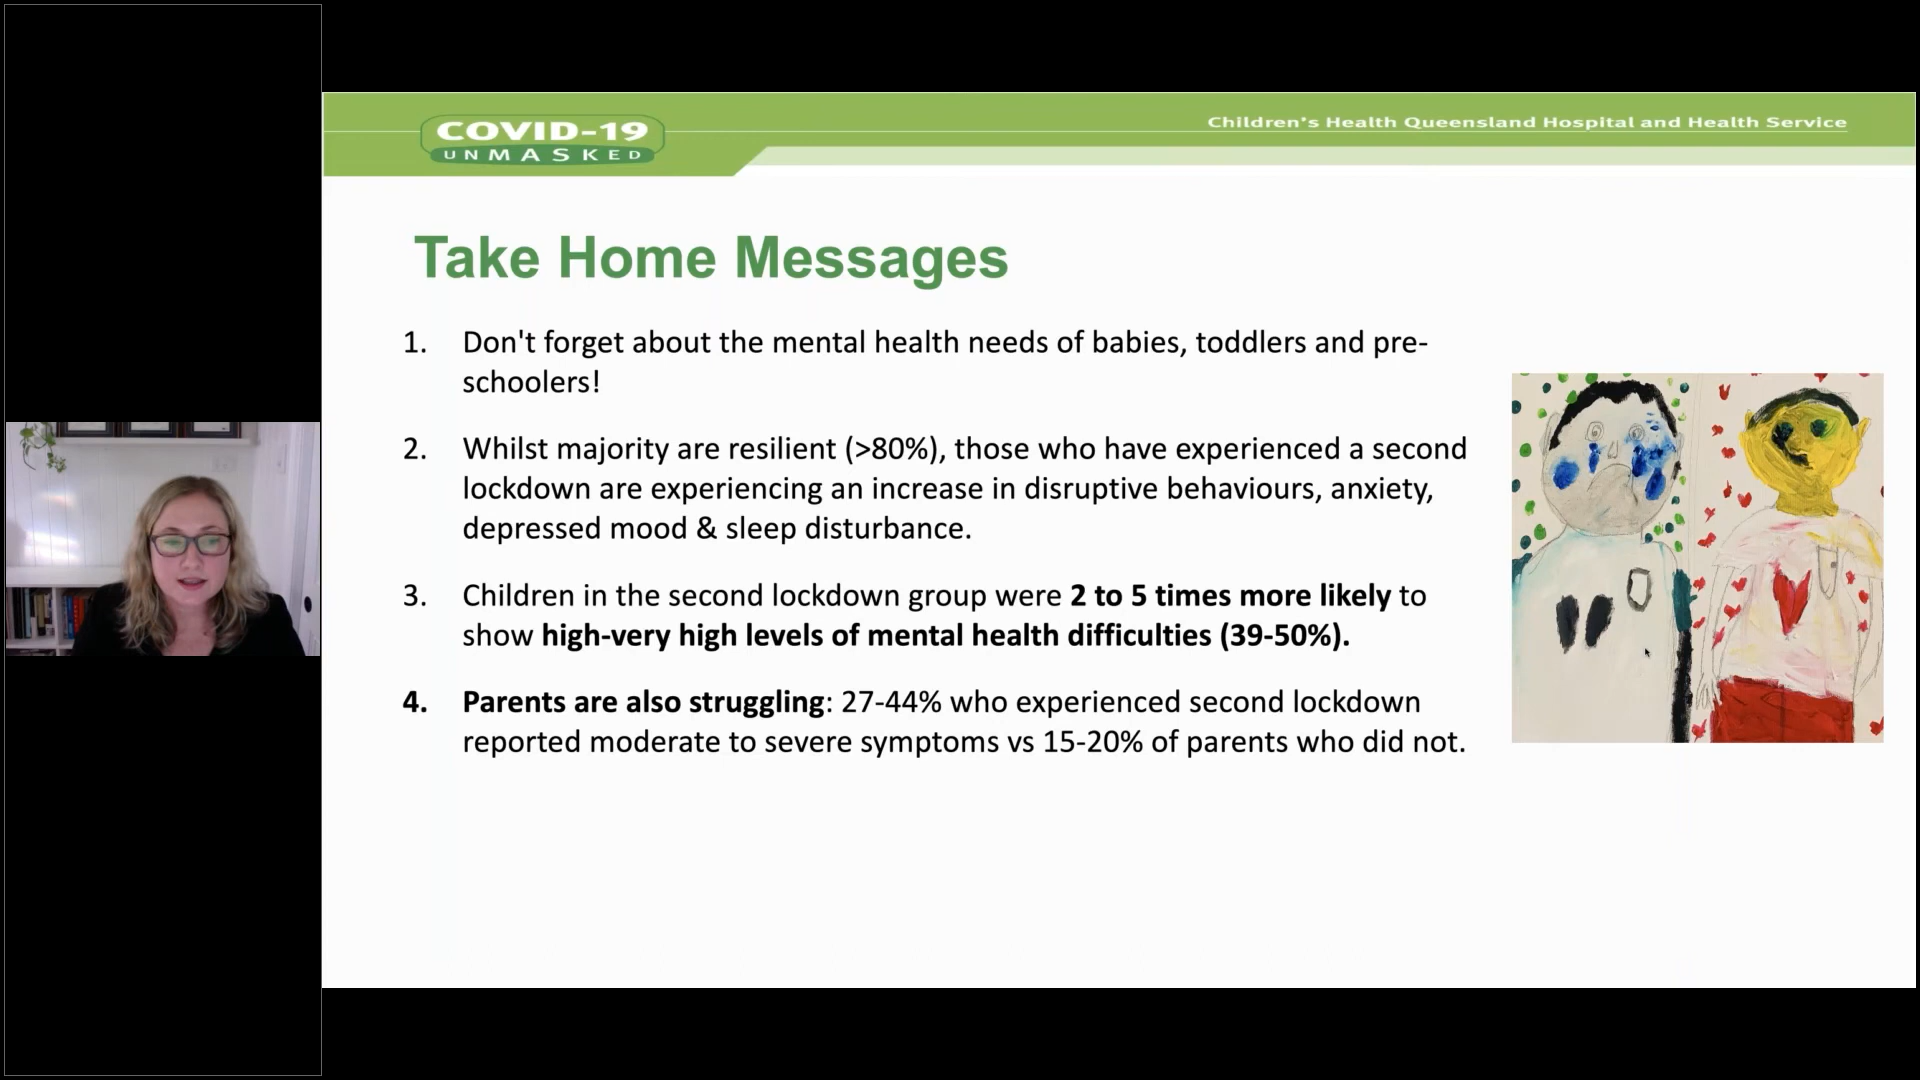 COVID-19
UNMASKED
Children's Health Queensland Hospital and Health Service
Take Home Messages
1. Don't forget about the mental health needs of babies, toddlers and pre-
schoolers!
2. Whilst majority are resilient (>80%), those who have experienced a second
lockdown are experiencing an increase in disruptive behaviours, anxiety,
depressed mood & sleep disturbance.
3. Children in the second lockdown group were 2 to 5 times more likely to
show high-very high levels of mental health difficulties (39-50%).
4. Parents are also struggling: 27-44% who experienced second lockdown
reported moderate to severe symptoms vs 15-20% of parents who did not.